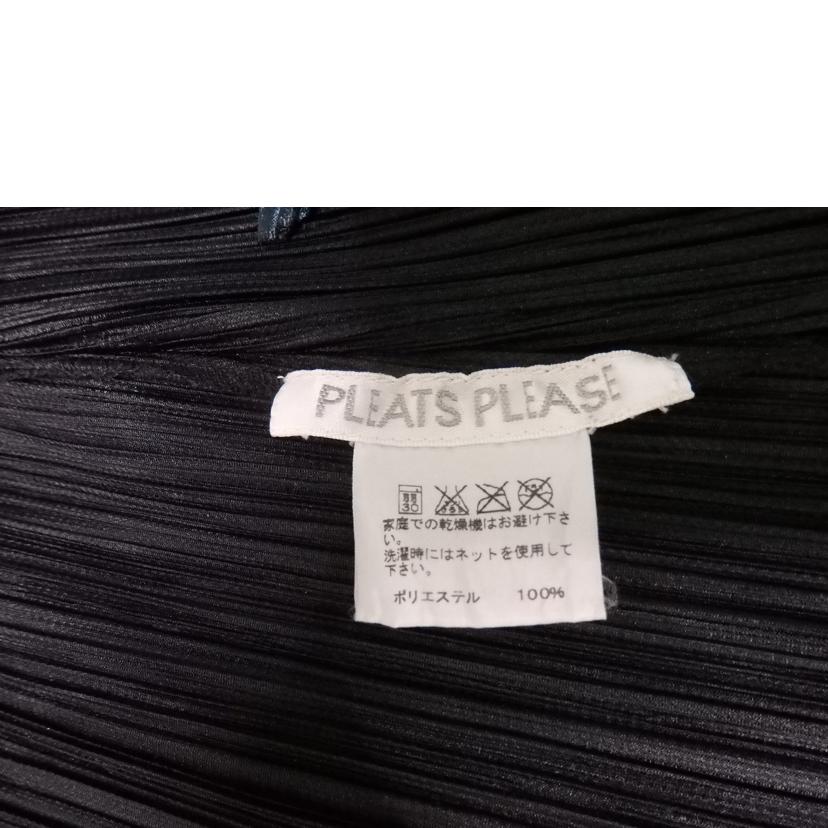 PLEATS PLEASE
弱
30
家庭での乾燥機はお避け下さ
い。
洗濯時にはネットを使用して
下さい。
ポリエステル 100%